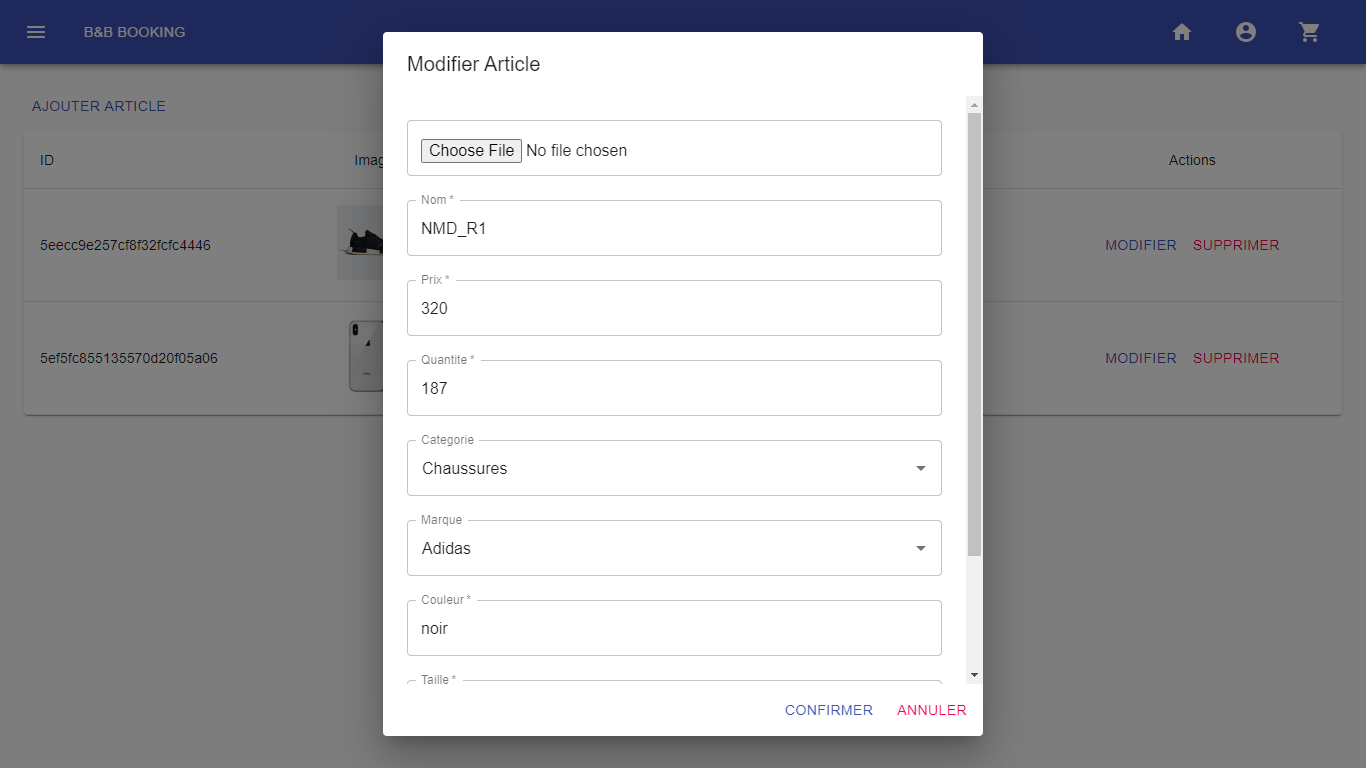 B&B BOOKING
Modifier Article
AJOUTER ARTICLE
Choose File No file chosen
ID
Actions
Nom *
NMD_R1
5eecc9e257cf8f32fcfc4446
MODIFIER SUPPRIMER
Prix *
320
5ef5fc855135570d20f05a06
MODIFIER SUPPRIMER
Quantite *
187
Categorie
Chaussures
Marque
Adidas
Couleur *
noir
Taille *
CONFIRMER ANNULER